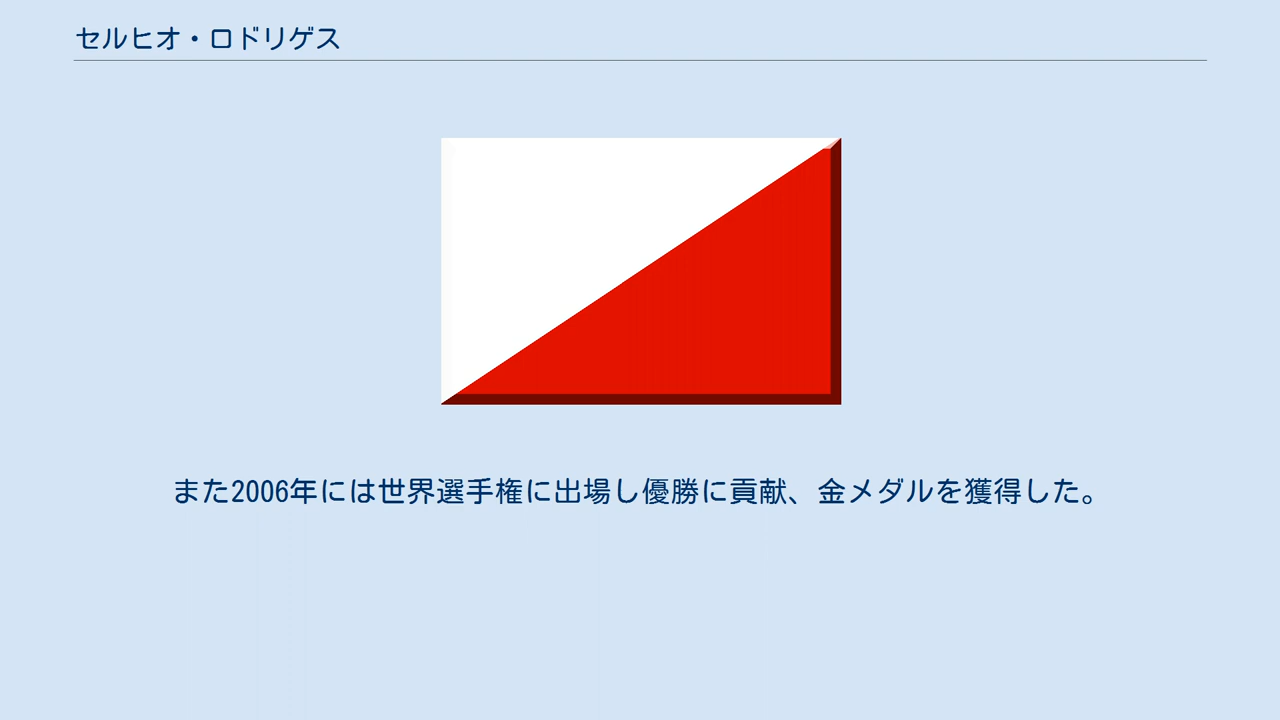 セルヒオ・ロドリゲス
また2006年には世界選手権に出場し優勝に貢献、金メダルを獲得した。